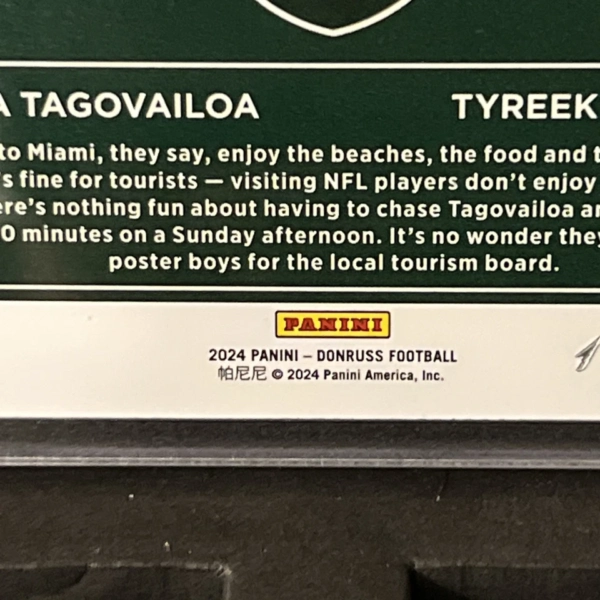 A TAGOVAILOA TYREEK
to Miami, they say, enjoy the beaches, the food and t
's fine for tourists — visiting NFL players don't enjoy
ere's nothing fun about having to chase Tagovailoa a
0 minutes on a Sunday afternoon. It's no wonder they
poster boys for the local tourism board.
PANINI
2024 PANINI – DONRUSS FOOTBALL
帕尼尼 © 2024 Panini America, Inc.